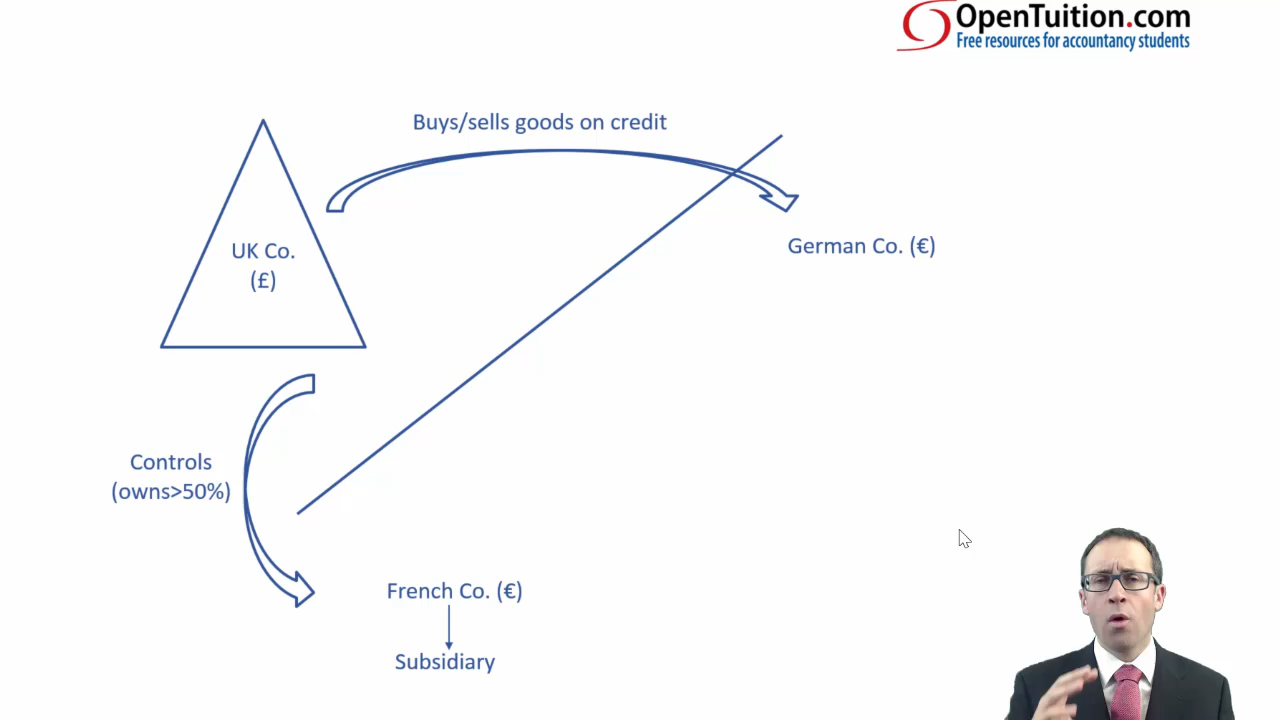 OpenTuition.com
Free resources for accountancy students
Buys/sells goods on credit
UK Co.
(£)
German Co. (€)
Controls
(owns>50%)
French Co. (€)
Subsidiary